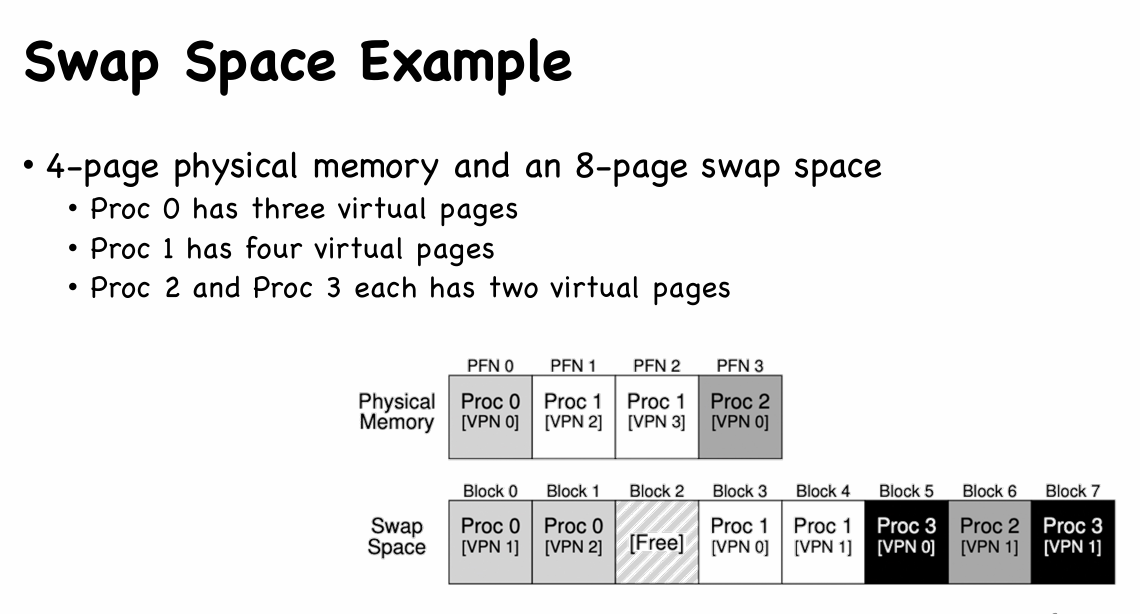 Swap Space Example
• 4-page physical memory and an 8-page swap space
• Proc 0 has three virtual pages
• Proc 1 has four virtual pages
• Proc 2 and Proc 3 each has two virtual pages
PFN 0 PFN 1 PFN 2 PFN 3
Physical Memory
Proc 0 [VPN 0]
Proc 1 [VPN 2]
Proc 1 [VPN 3]
Proc 2 [VPN 0]
Block 0 Block 1 Block 2 Block 3 Block 4 Block 5 Block 6 Block 7
Swap Space
Proc 0 [VPN 1]
Proc 0 [VPN 2]
[Free]
Proc 1 [VPN 0]
Proc 1 [VPN 1]
Proc 3 [VPN 0]
Proc 2 [VPN 1]
Proc 3 [VPN 1]